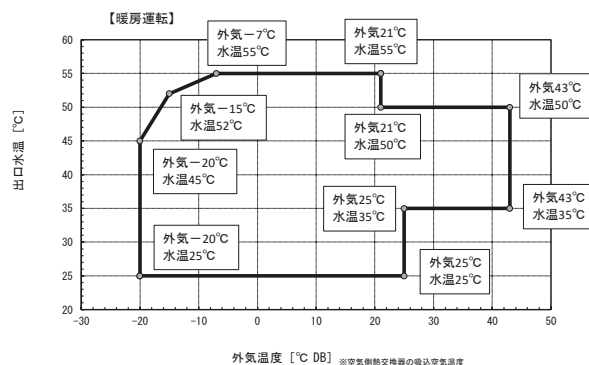 【暖房運転】
外気－7℃
水温55℃
外気21℃
水温55℃
外気43℃
水温50℃
外気－15℃
水温52℃
外気21℃
水温50℃
外気－20℃
水温45℃
外気25℃
水温35℃
外気43℃
水温35℃
外気－20℃
水温25℃
外気25℃
水温25℃
出口水温 [℃]
60
55
50
45
40
35
30
25
20
-30
-20
-10
0
10
20
30
40
50
外気温度 [℃ DB] ※空気側熱交換器の吸込空気温度